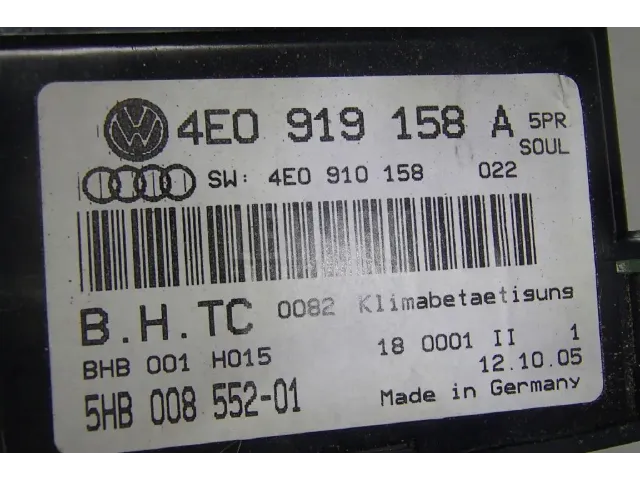 4E0 919 158 A 5PR
SOUL
SW: 4E0 910 158 022
B.H.TC 0082 Klimabetaetigung
BHB 001 H015 18 0001 II 1
12.10.05
5HB 008 552-01 Made in Germany